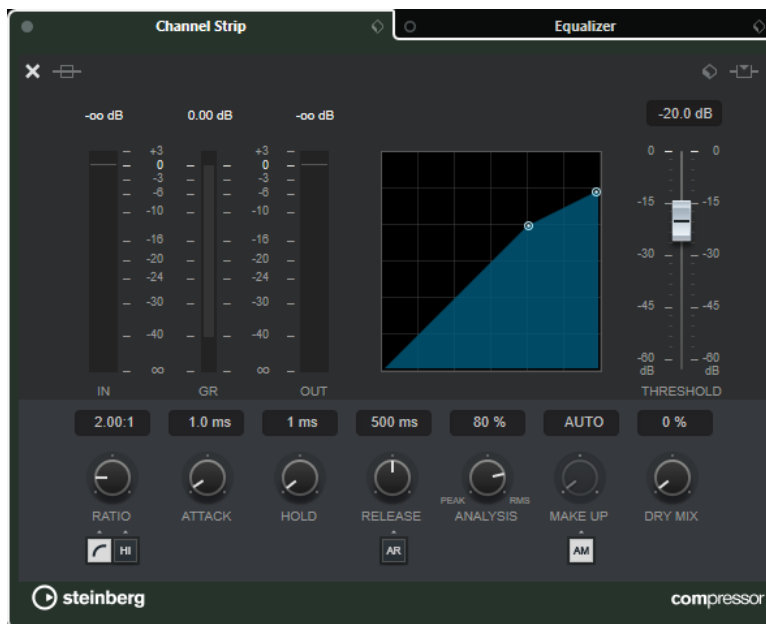 Channel Strip
Equalizer
-oo dB 0.00 dB -oo dB -20.0 dB
+3 +3 0 0
0 0
-3 -3
-6 -6
-10 -10 -15 -15
-16 -16
-20 -20 -30 -30
-24 -24
-30 -30 -45 -45
-40 -40
∞ ∞ -60 -60
dB dB
IN GR OUT THRESHOLD
2.00:1 1.0 ms 1 ms 500 ms 80 % AUTO 0 %
PEAK RMS
RATIO ATTACK HOLD RELEASE ANALYSIS MAKE UP DRY MIX
HI AR AM
steinberg compressor